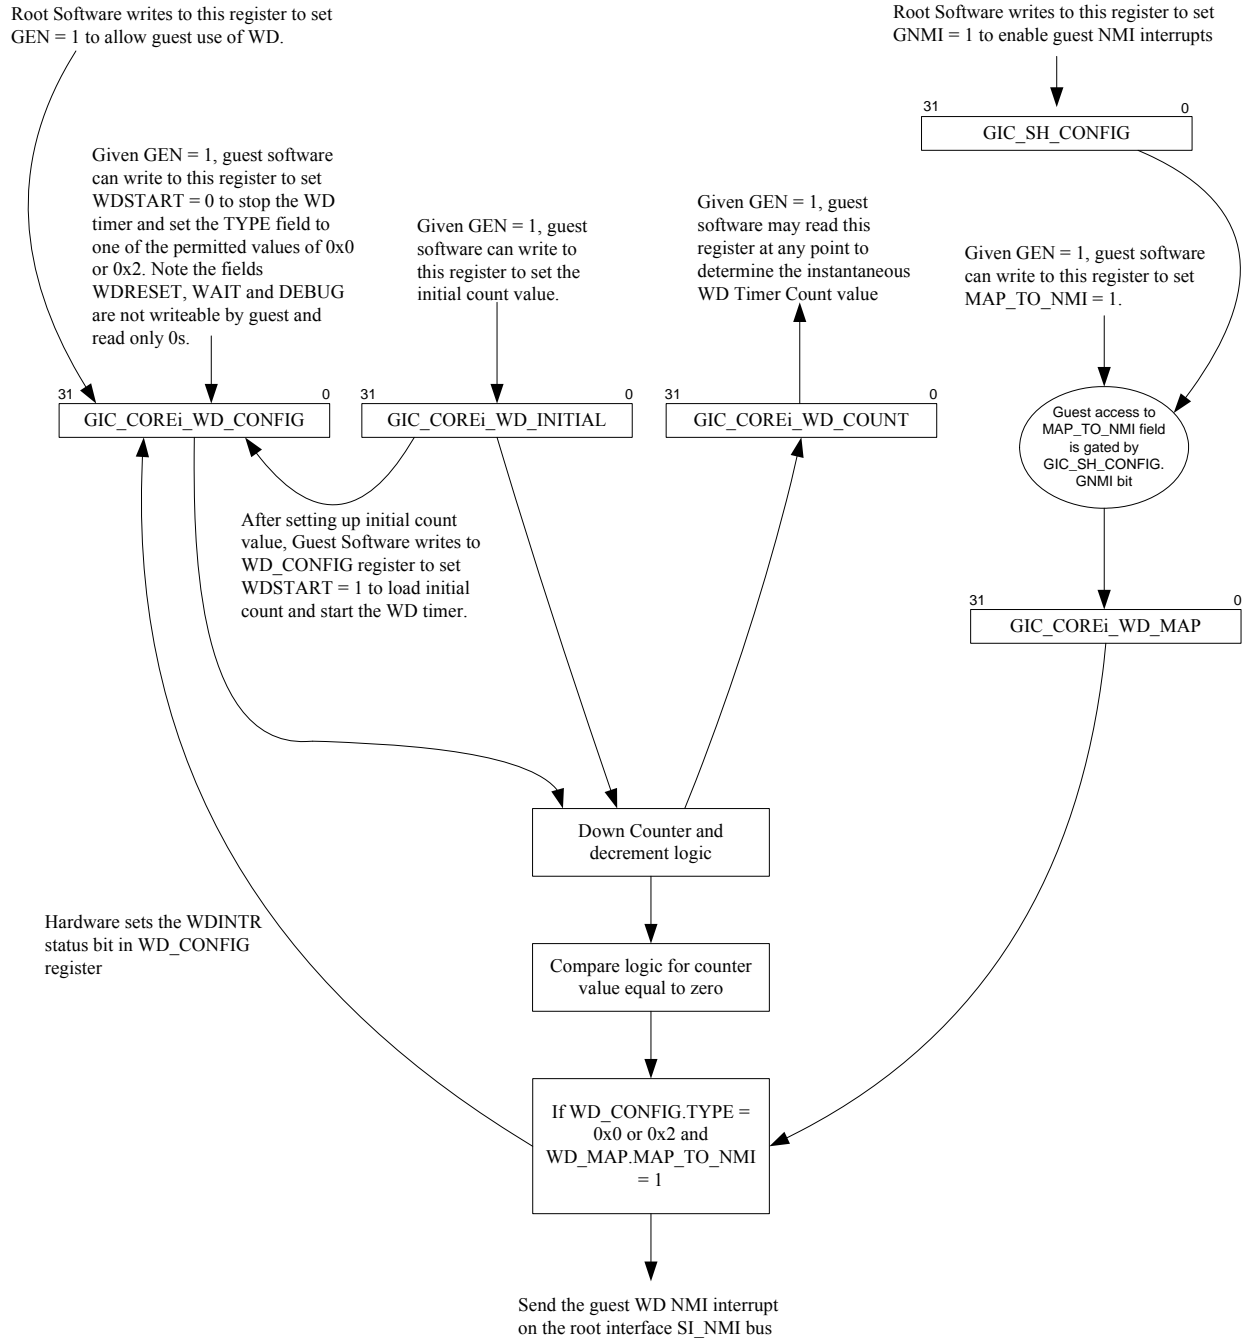 Root Software writes to this register to set
GEN = 1 to allow guest use of WD.
Root Software writes to this register to set
GNMI = 1 to enable guest NMI interrupts
31
0
GIC_SH_CONFIG
Given GEN = 1, guest software
can write to this register to set
WDSTART = 0 to stop the WD
timer and set the TYPE field to
one of the permitted values of 0x0
or 0x2. Note the fields
WDRESET, WAIT and DEBUG
are not writeable by guest and
read only 0s.
Given GEN = 1, guest
software can write to
this register to set the
initial count value.
Given GEN = 1, guest
software may read this
register at any point to
determine the instantaneous
WD Timer Count value
Given GEN = 1, guest software
can write to this register to set
MAP_TO_NMI = 1.
31
0
GIC_COREi_WD_CONFIG
31
0
GIC_COREi_WD_INITIAL
31
0
GIC_COREi_WD_COUNT
Guest access to
MAP_TO_NMI field
is gated by
GIC_SH_CONFIG.
GNMI bit
After setting up initial count
value, Guest Software writes to
WD_CONFIG register to set
WDSTART = 1 to load initial
count and start the WD timer.
31
0
GIC_COREi_WD_MAP
Down Counter and
decrement logic
Hardware sets the WDINTR
status bit in WD_CONFIG
register
Compare logic for counter
value equal to zero
If WD_CONFIG.TYPE =
0x0 or 0x2 and
WD_MAP.MAP_TO_NMI
= 1
Send the guest WD NMI interrupt
on the root interface SI_NMI bus